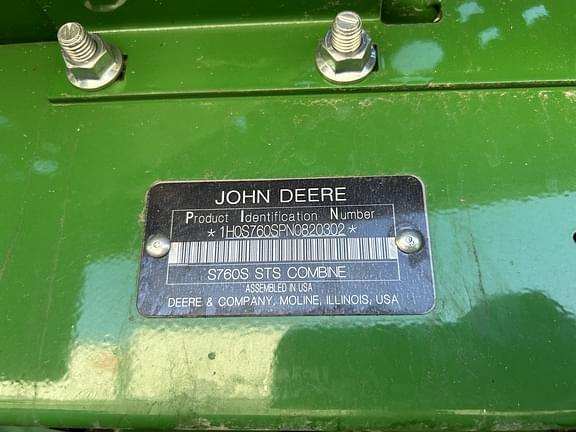 JOHN DEERE
Product Identification Number
*1H0S760SPN0820302*
S760S STS COMBINE
ASSEMBLED IN USA
DEERE & COMPANY, MOLINE, ILLINOIS, USA